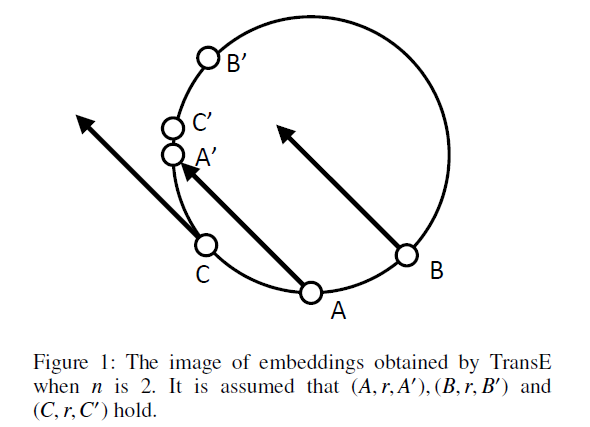 B′
C′
A′
C
B
A
Figure 1: The image of embeddings obtained by TransE
when n is 2. It is assumed that (A, r, A′), (B, r, B′) and
(C, r, C′) hold.